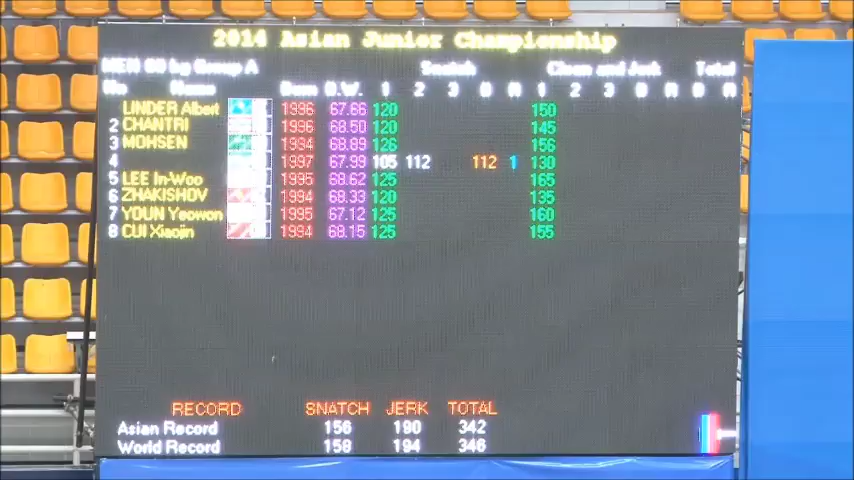 2014 Asian Junior Championship
MEN 69 kg Group A Snatch Clean and Jerk Total
No Name Born B.W. 1 2 3 B R 1 2 3 B R B R
LINDER Albert 1996 67.66 120 150
2 CHANTRI 1996 68.50 120 145
3 MOHSEN 1994 68.89 126 156
4 1997 67.99 105 112 112 1 130
5 LEE In-Woo 1995 68.62 125 165
6 ZHAKISHOV 1994 68.33 120 135
7 YOUN Yeowon 1995 67.12 125 160
8 CUI Xiaojin 1994 68.15 125 155
RECORD SNATCH JERK TOTAL
Asian Record 156 190 342
World Record 158 194 346